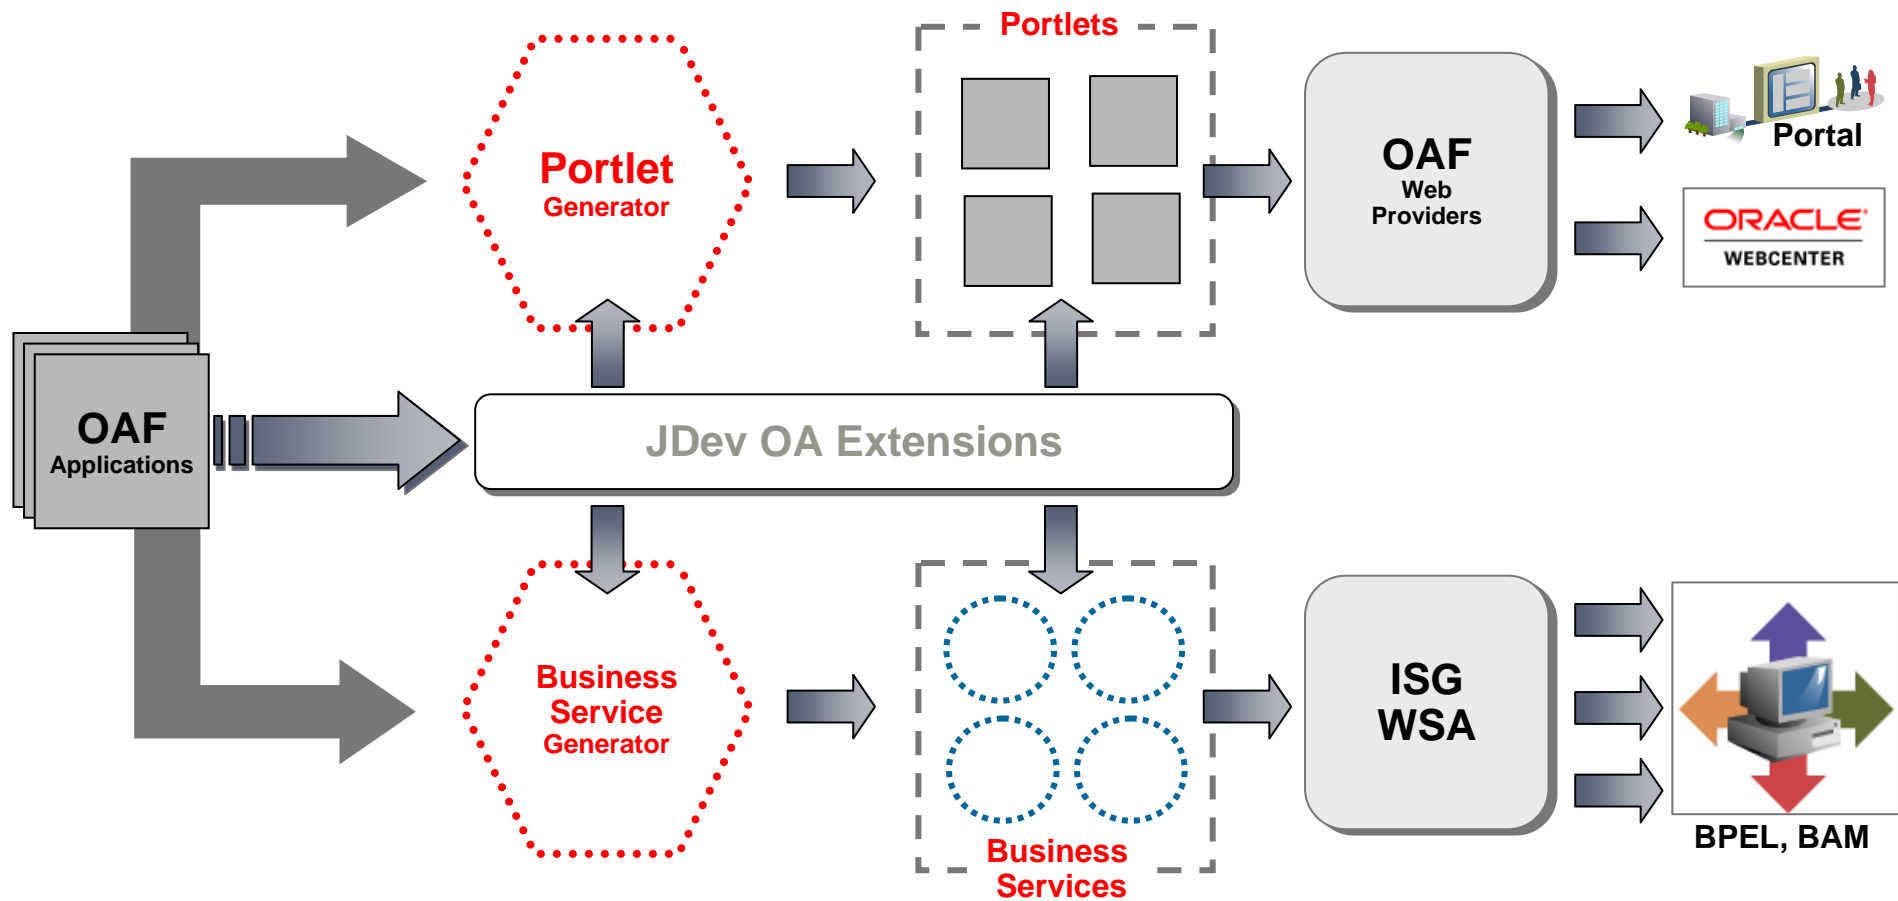 Portlets
Portlet
Generator
OAF
Web
Providers
Portal
ORACLE
WEBCENTER
OAF
Applications
JDev OA Extensions
Business
Service
Generator
ISG
WSA
Business
Services
BPEL, BAM